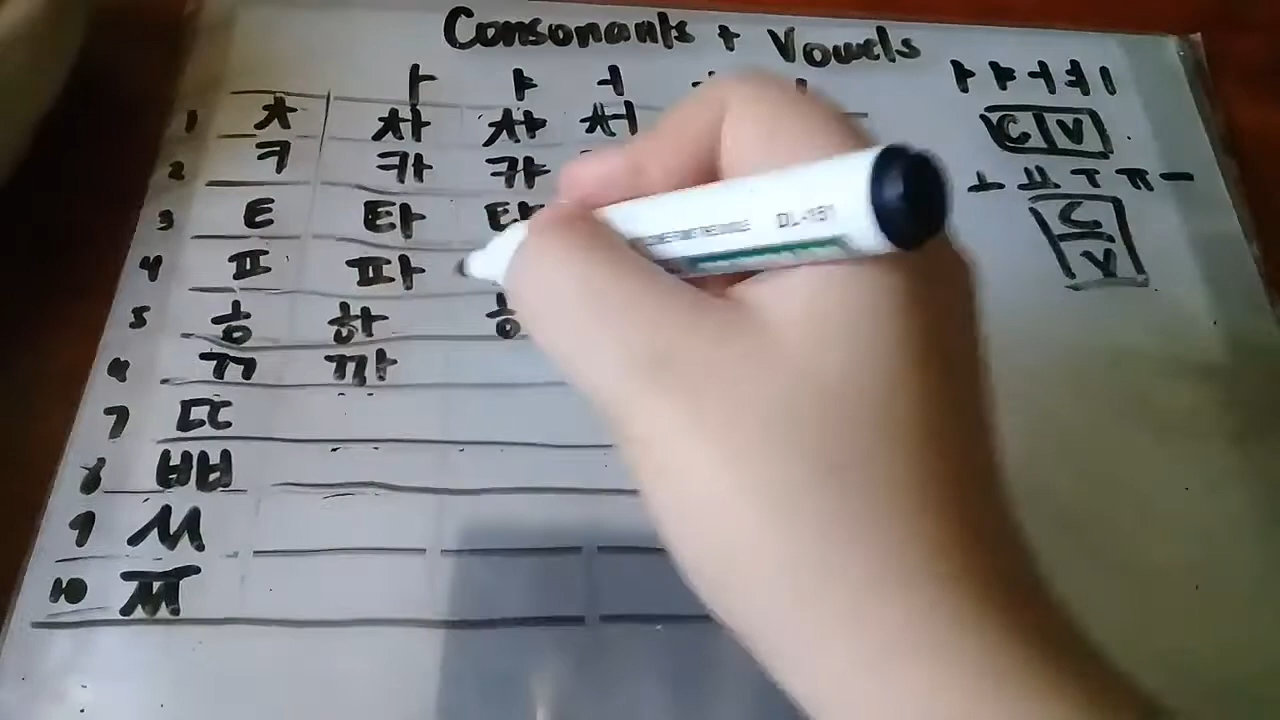 Consonants + Vowels
ㅏ ㅑ ㅓ
ㅏ ㅑ ㅓ ㅕ ㅣ
1 ㅊ 차 챠 처
C V
2 ㅋ 카 캬
ㅗ ㅛ ㅜ ㅠ ㅡ
3 ㅌ 타 탸
C
V
4 ㅍ 파
5 ㅎ 하
6 ㄲ 까
7 ㄸ
8 ㅃ
9 ㅆ
10 ㅉ